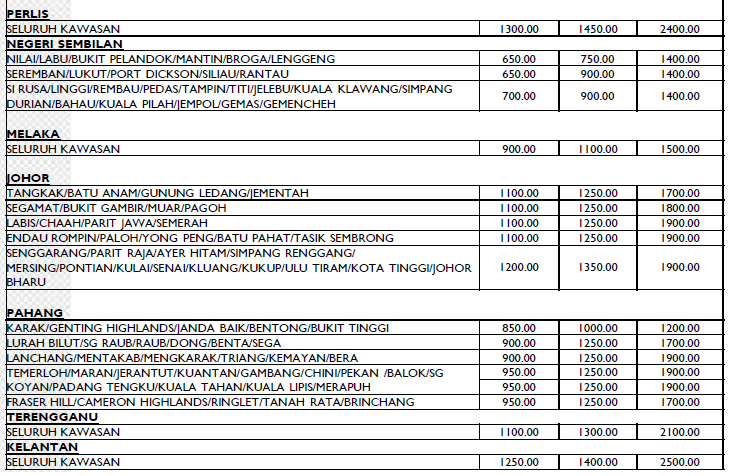 PERLIS
SELURUH KAWASAN 1300.00 1450.00 2400.00
NEGERI SEMBILAN
NILAI/LABU/BUKIT PELANDOK/MANTIN/BROGA/LENGGENG 650.00 750.00 1400.00
SEREMBAN/LUKUT/PORT DICKSON/SILIAU/RANTAU 650.00 900.00 1400.00
SI RUSA/LINGGI/REMBAU/PEDAS/TAMPIN/TITI/JELEBU/KUALA KLAWANG/SIMPANG
DURIAN/BAHAU/KUALA PILAH/JEMPOL/GEMAS/GEMENCHEH 700.00 900.00 1400.00
MELAKA
SELURUH KAWASAN 900.00 1100.00 1500.00
JOHOR
TANGKAK/BATU ANAM/GUNUNG LEDANG/JEMENTAH 1100.00 1250.00 1700.00
SEGAMAT/BUKIT GAMBIR/MUAR/PAGOH 1100.00 1250.00 1800.00
LABIS/CHAAH/PARIT JAWA/SEMERAH 1100.00 1250.00 1900.00
ENDAU ROMPIN/PALOH/YONG PENG/BATU PAHAT/TASIK SEMBRONG 1100.00 1250.00 1900.00
SENGGARANG/PARIT RAJA/AYER HITAM/SIMPANG RENGGANG/
MERSING/PONTIAN/KULAI/SENAI/KLUANG/KUKUP/ULU TIRAM/KOTA TINGGI/JOHOR 1200.00 1350.00 1900.00
BHARU
PAHANG
KARAK/GENTING HIGHLANDS/JANDA BAIK/BENTONG/BUKIT TINGGI 850.00 1000.00 1200.00
LURAH BILUT/SG RAUB/RAUB/DONG/BENTA/SEGA 900.00 1250.00 1700.00
LANCHANG/MENTAKAB/MENGKARAK/TRIANG/KEMAYAN/BERA 900.00 1250.00 1900.00
TEMERLOH/MARAN/JERANTUT/KUANTAN/GAMBANG/CHINI/PEKAN /BALOK/SG 950.00 1250.00 1900.00
KOYAN/PADANG TENGKU/KUALA TAHAN/KUALA LIPIS/MERAPUH 950.00 1250.00 1900.00
FRASER HILL/CAMERON HIGHLANDS/RINGLET/TANAH RATA/BRINCHANG 950.00 1250.00 1700.00
TERENGGANU
SELURUH KAWASAN 1100.00 1300.00 2100.00
KELANTAN
SELURUH KAWASAN 1250.00 1400.00 2500.00